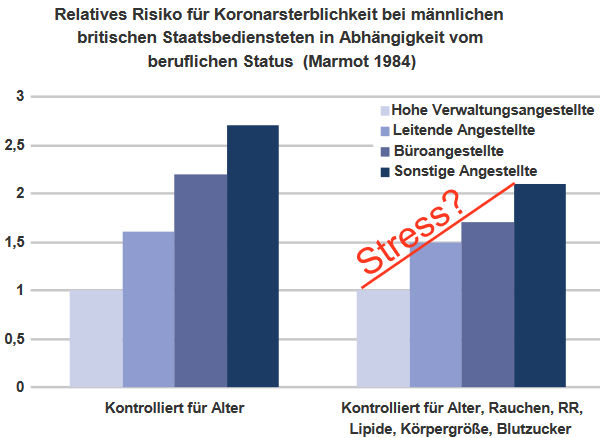 Relatives Risiko für Koronarsterblichkeit bei männlichen
britischen Staatsbediensteten in Abhängigkeit vom
beruflichen Status (Marmot 1984)
3
2,5
2
1,5
1
0,5
0
Hohe Verwaltungsangestellte
Leitende Angestellte
Büroangestellte
Sonstige Angestellte
Stress?
Kontrolliert für Alter
Kontrolliert für Alter, Rauchen, RR,
Lipide, Körpergröße, Blutzucker